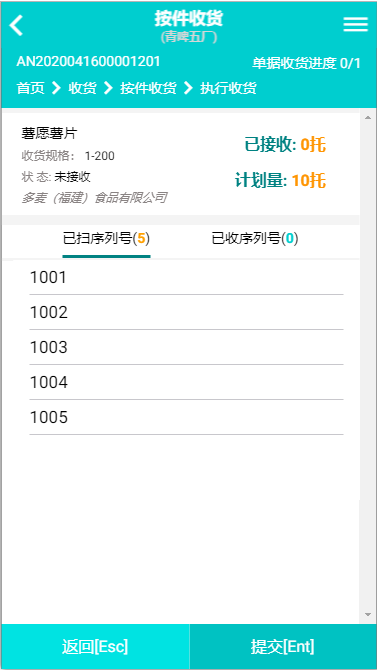 按件收货
(青啤五厂)
AN2020041600001201
单据收货进度 0/1
首页 收货 按件收货 执行收货
薯愿薯片
收货规格： 1-200
状 态: 未接收
多麦（福建）食品有限公司
已接收: 0托
计划量: 10托
已扫序列号(5)
已收序列号(0)
1001
1002
1003
1004
1005
返回[Esc]
提交[Ent]